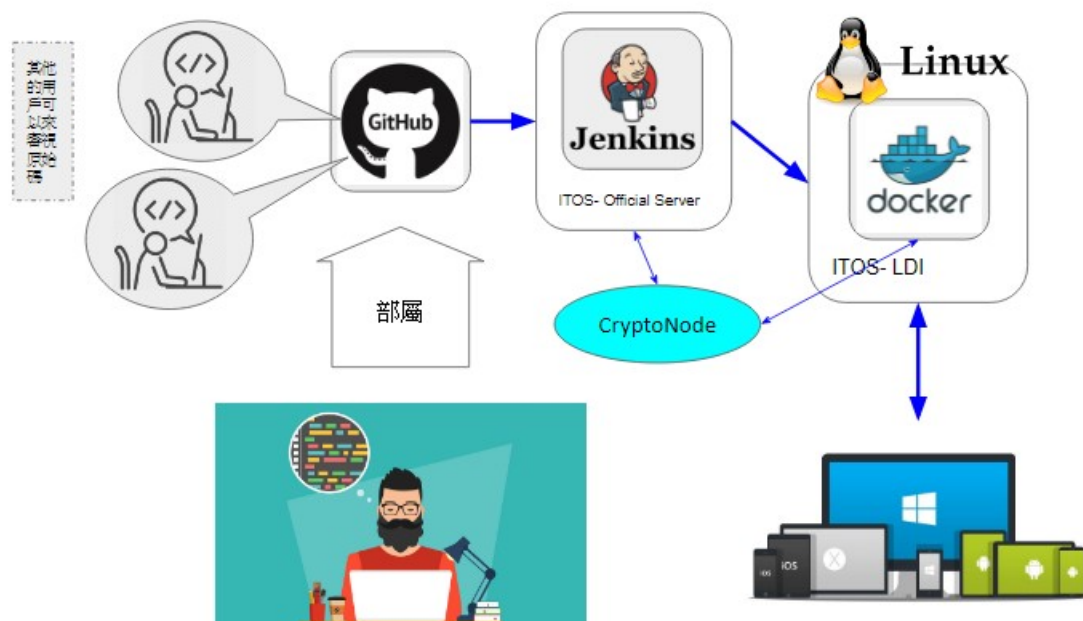 其他
的用
戶可
以來
審視
原始
碼
</>
</>
GitHub
Jenkins
ITOS- Official Server
Linux
docker
ITOS- LDI
部屬
CryptoNode
iOS
iOS
X